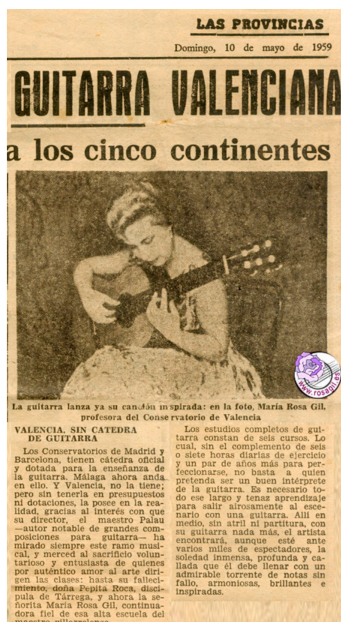 LAS PROVINCIAS
Domingo, 10 de mayo de 1959
GUITARRA VALENCIANA
a los cinco continentes
www.rosagil.es
La guitarra lanza ya su canción inspirada: en la foto, María Rosa Gil,
profesora del Conservatorio de Valencia
VALENCIA, SIN CATEDRA
DE GUITARRA
Los Conservatorios de Madrid y
Barcelona, tienen cátedra oficial
y dotada para la enseñanza de
la guitarra. Málaga ahora anda
en ello. Y Valencia, no la tiene;
pero sin tenerla en presupuestos
ni dotaciones, la posee en la rea-
lidad, gracias al interés con que
su director, el maestro Palau
—autor notable de grandes com-
posiciones para guitarra— ha
mirado siempre este ramo musi-
cal, y merced al sacrificio volun-
tarioso y entusiasta de quienes
por auténtico amor al arte diri-
gen las clases: hasta su falleci-
miento, doña Pepita Roca, discí-
pula de Tárrega, y ahora la se-
ñorita María Rosa Gil, continua-
dora fiel de esa alta escuela del
maestro villarrealense.
Los estudios completos de gui-
tarra constan de seis cursos. Lo
cual, sin el complemento de seis
o siete horas diarias de ejercicio
y un par de años más para per-
feccionarse, no basta a quien
pretenda ser un buen intérprete
de la guitarra. Es necesario to-
do ese largo y tenaz aprendizaje
para salir airosamente al esce-
nario con una guitarra. Allí en
medio, sin atril ni partitura, con
su guitarra nada más, el artista
encontrará, aunque esté ante
varios miles de espectadores, la
soledad inmensa, profunda y ca-
llada que él debe llenar con un
admirable torrente de notas sin
fallo, armoniosas, brillantes e
inspiradas.